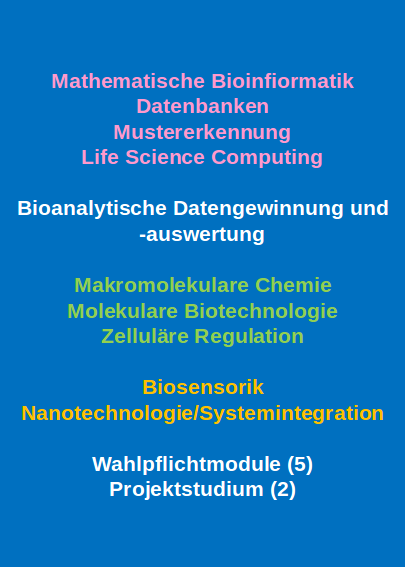 Mathematische Bioinfiormatik
Datenbanken
Mustererkennung
Life Science Computing
Bioanalytische Datengewinnung und
-auswertung
Makromolekulare Chemie
Molekulare Biotechnologie
Zelluläre Regulation
Biosensorik
Nanotechnologie/Systemintegration
Wahlpflichtmodule (5)
Projektstudium (2)